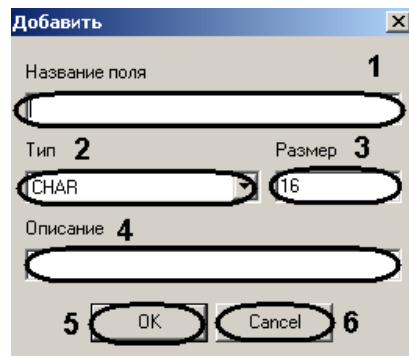 Добавить
Название поля 1
Тип 2 Размер 3
CHAR 16
Описание 4
5 OK Cancel 6